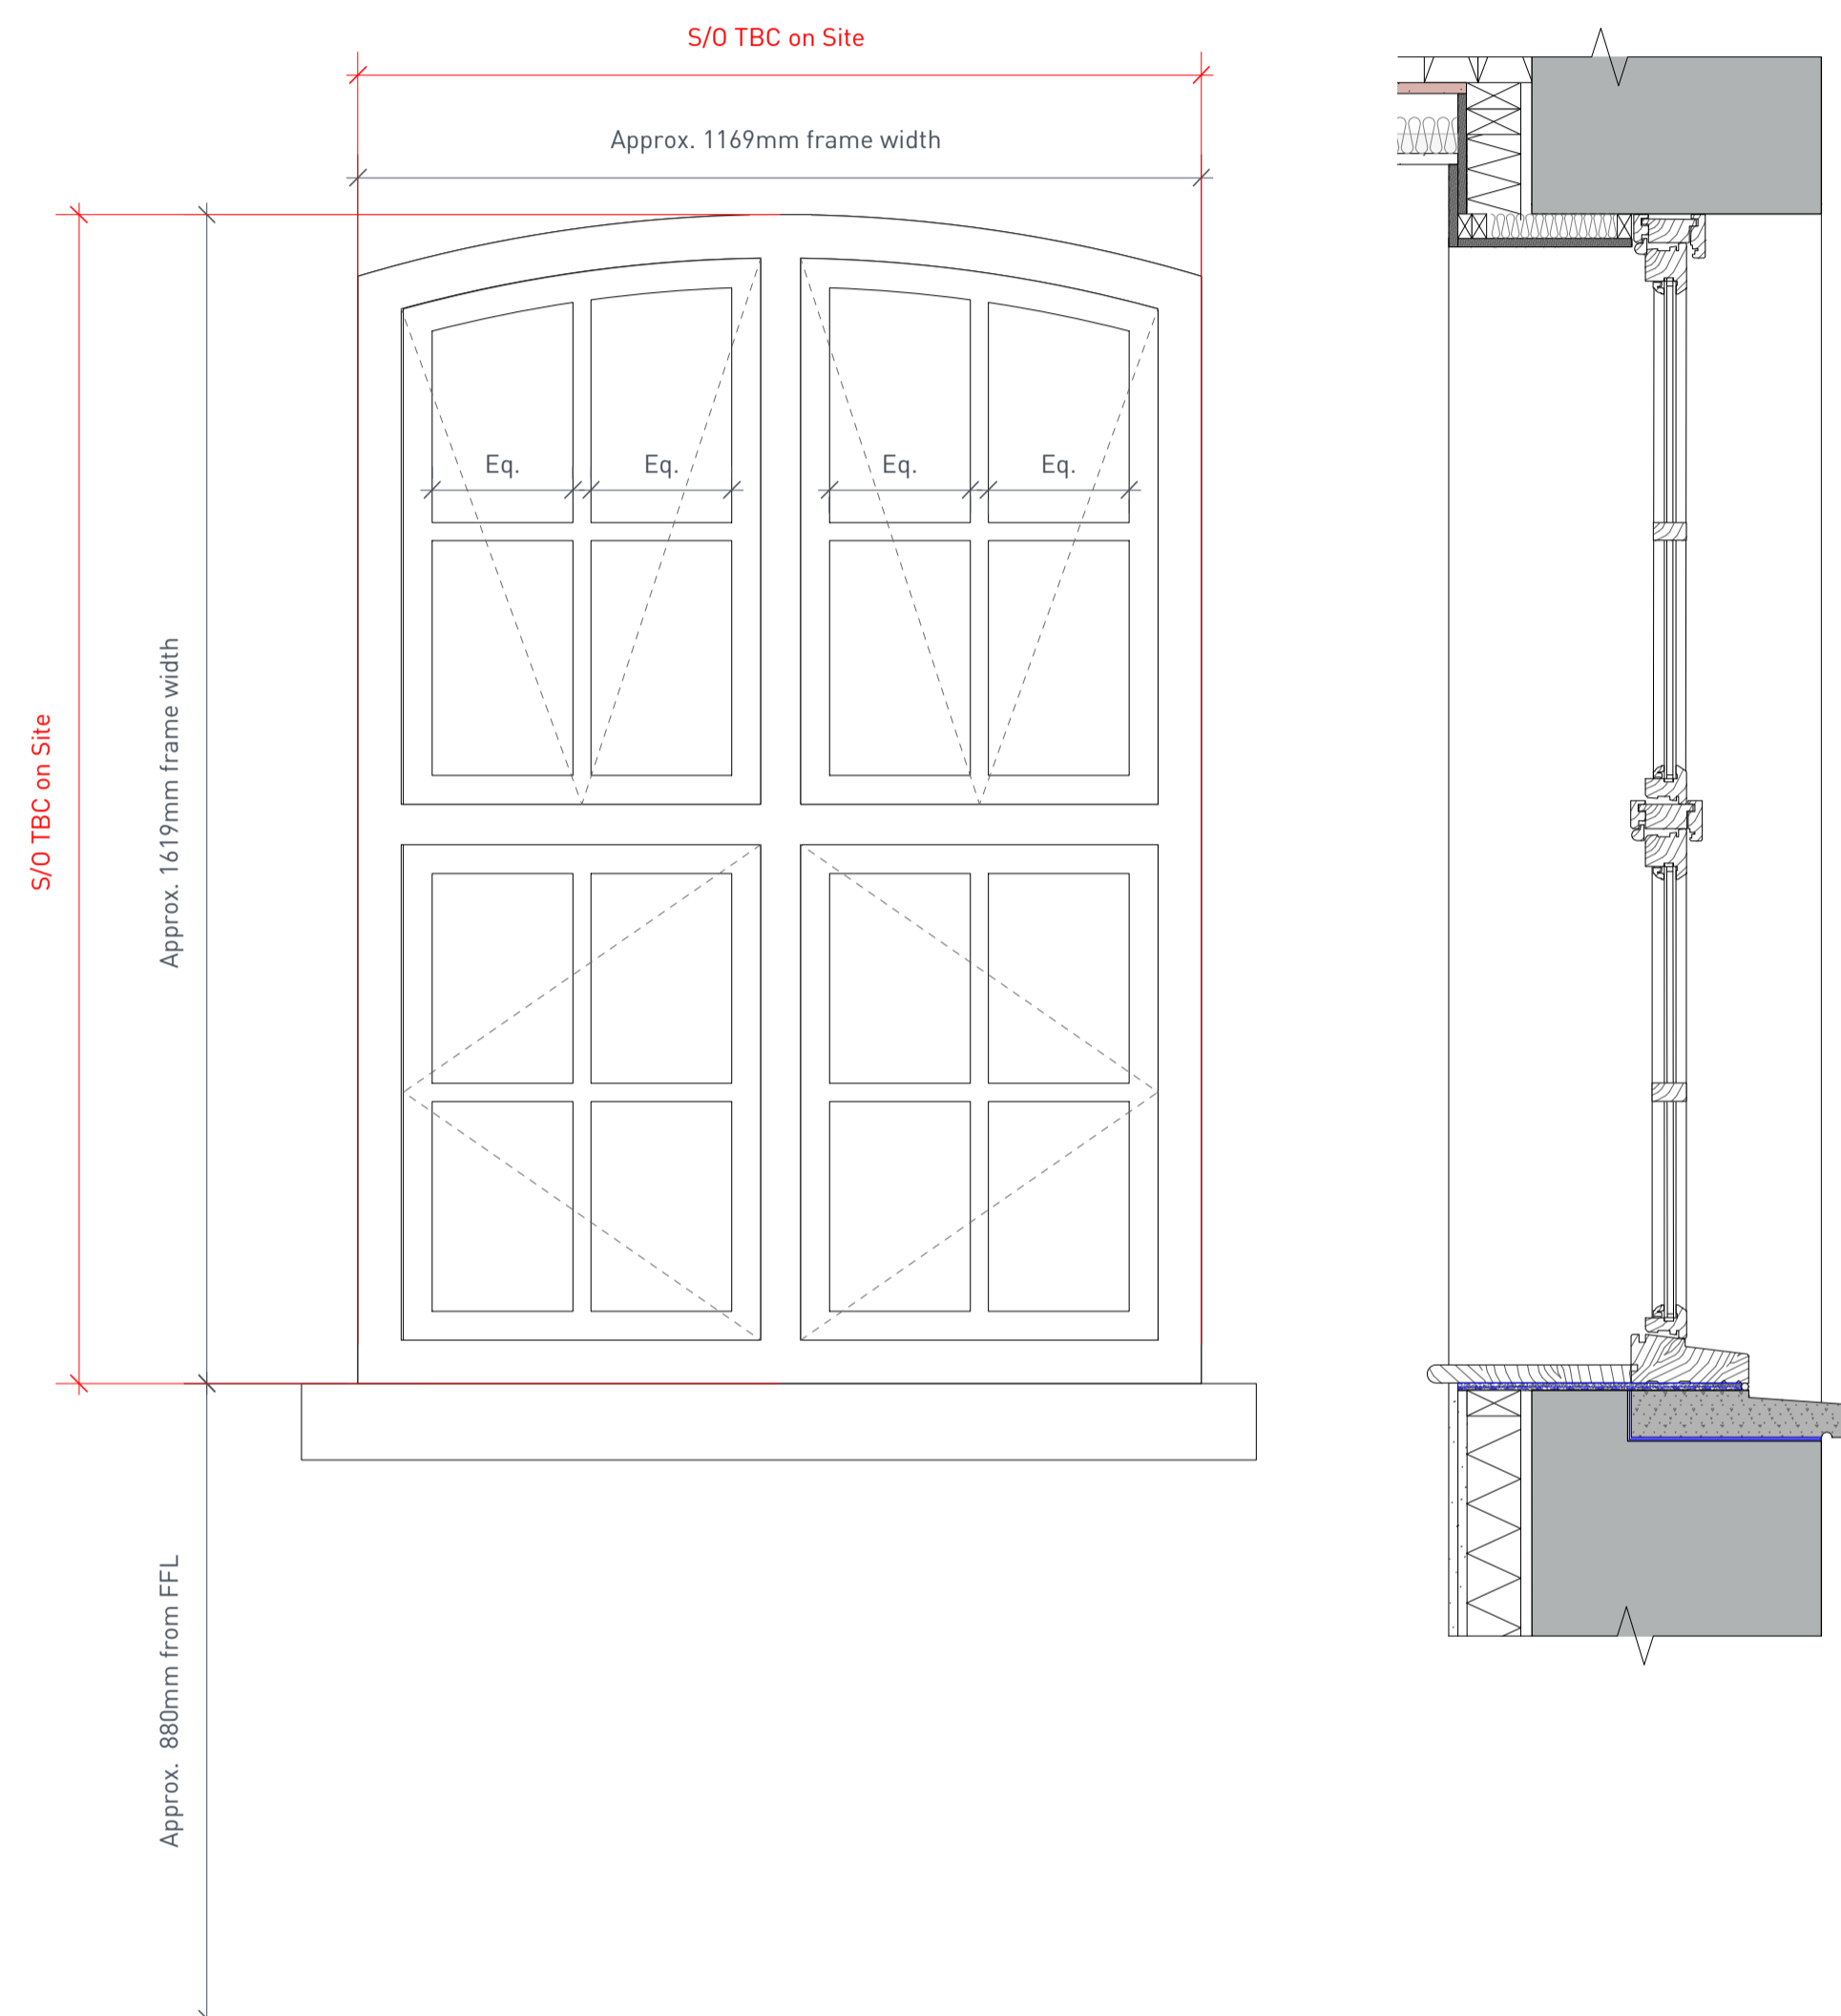 S/O TBC on Site
Approx. 1169mm frame width
Eq.
Eq.
Eq.
Eq.
S/O TBC on Site
Approx. 1619mm frame width
Approx. 880mm from FFL